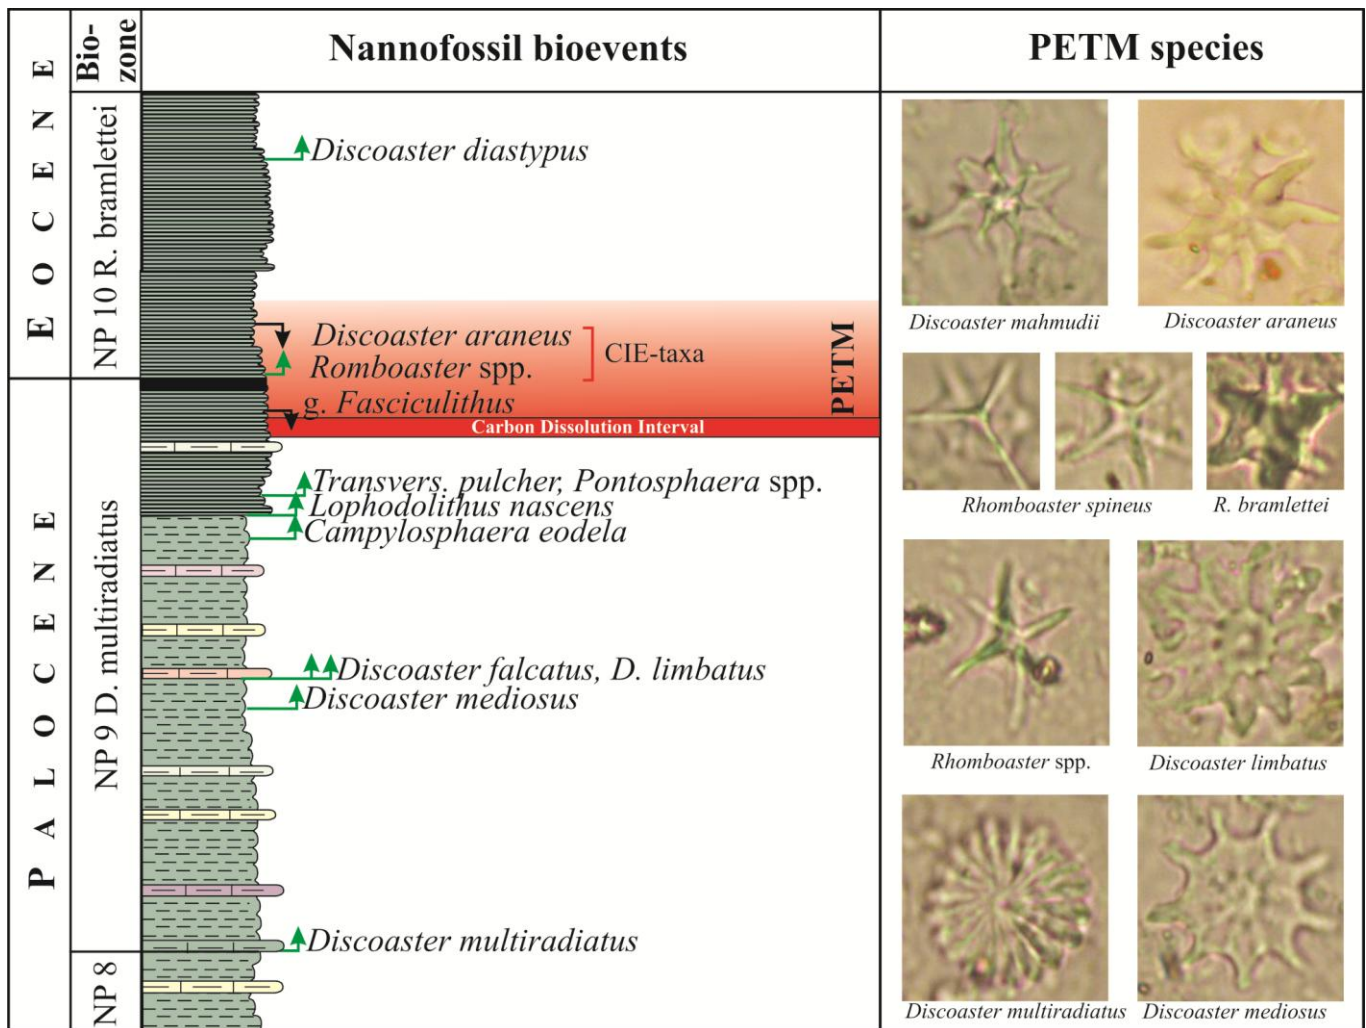 Bio-
zone
Nannofossil bioevents
PETM species
EOCENE
PALOCENE
NP 10 R. bramlettei
NP 9 D. multiradiatus
NP 8
Discoaster diastypus
Discoaster araneus
Romboaster spp.
CIE-taxa
PETM
g. Fasciculithus
Carbon Dissolution Interval
Transvers. pulcher, Pontosphaera spp.
Lophodolithus nascens
Campylosphaera eodela
Discoaster falcatus, D. limbatus
Discoaster mediosus
Discoaster multiradiatus
Discoaster mahmudii
Discoaster araneus
Rhomboaster spineus
R. bramlettei
Rhomboaster spp.
Discoaster limbatus
Discoaster multiradiatus
Discoaster mediosus